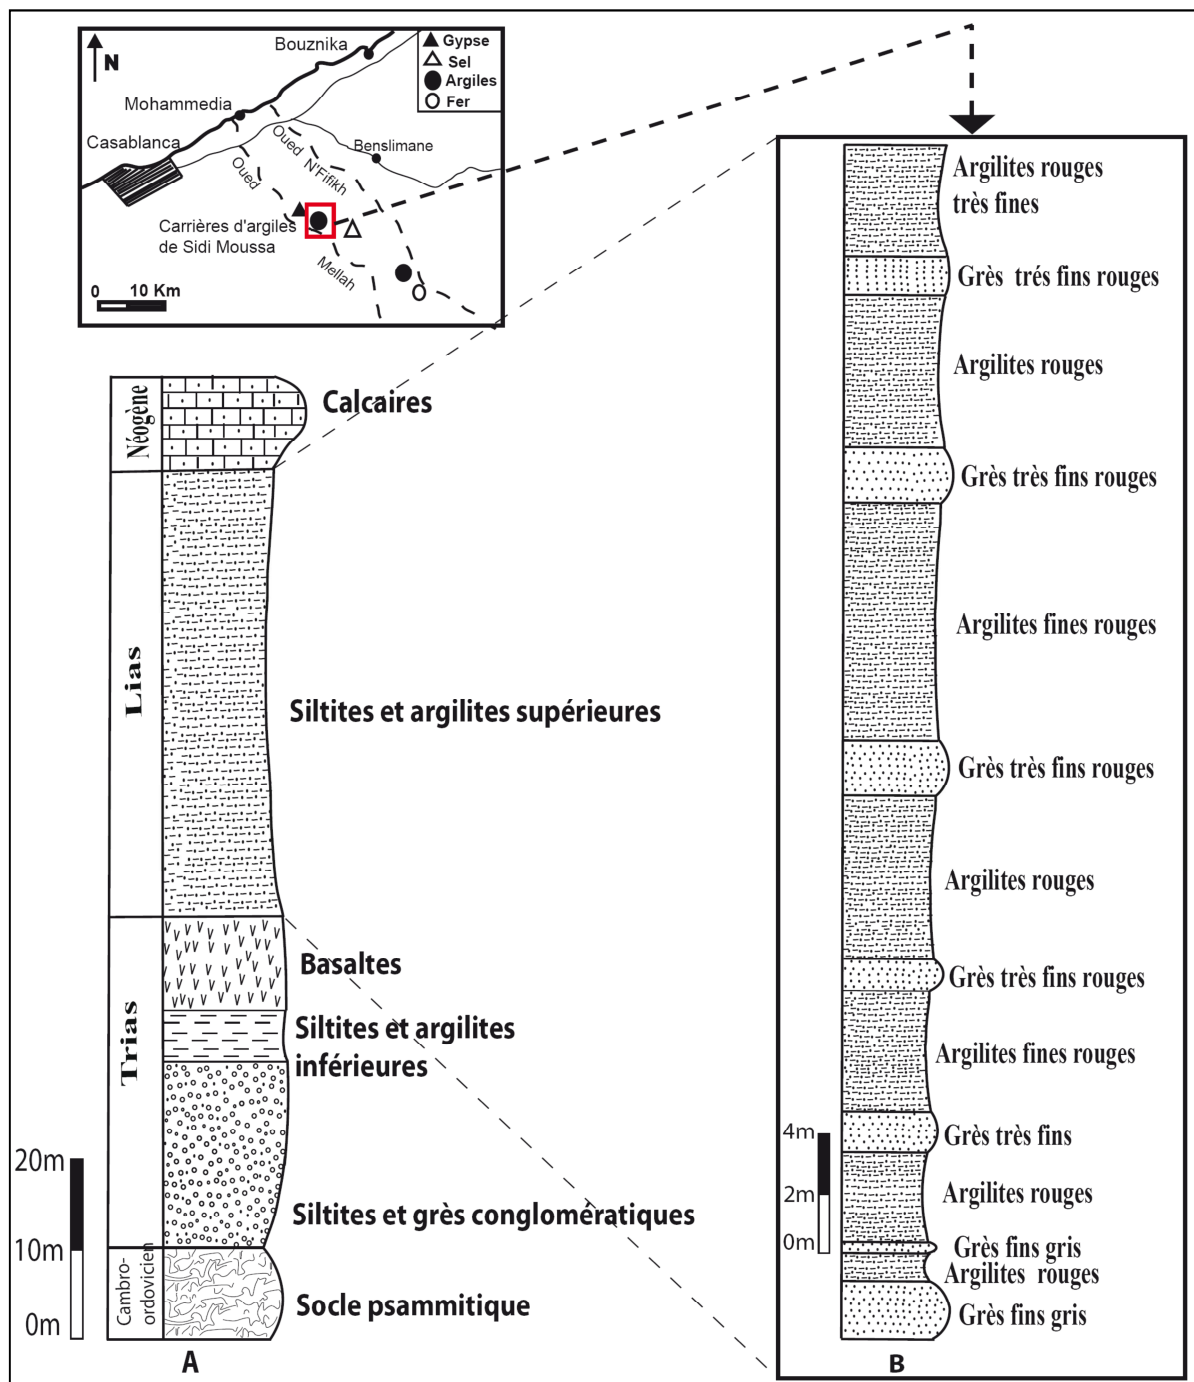 N
Bouznika
Mohammedia
Casablanca
Oued
Oued
N'Fifikh
Benslimane
Carrières d'argiles
de Sidi Moussa
Mellah
0 10 Km
Gypse
Sel
Argiles
Fer
Néogène
Calcaires
Lias
Siltites et argilites supérieures
Trias
Basaltes
Siltites et argilites
inférieures
Siltites et grès conglomératiques
Cambro-
ordovicien
Socle psammitique
20m
10m
0m
A
Argilites rouges
très fines
Grès trés fins rouges
Argilites rouges
Grès très fins rouges
Argilites fines rouges
Grès très fins rouges
Argilites rouges
Grès très fins rouges
Argilites fines rouges
Grès très fins
Argilites rouges
Grès fins gris
Argilites rouges
Grès fins gris
4m
2m
0m
B